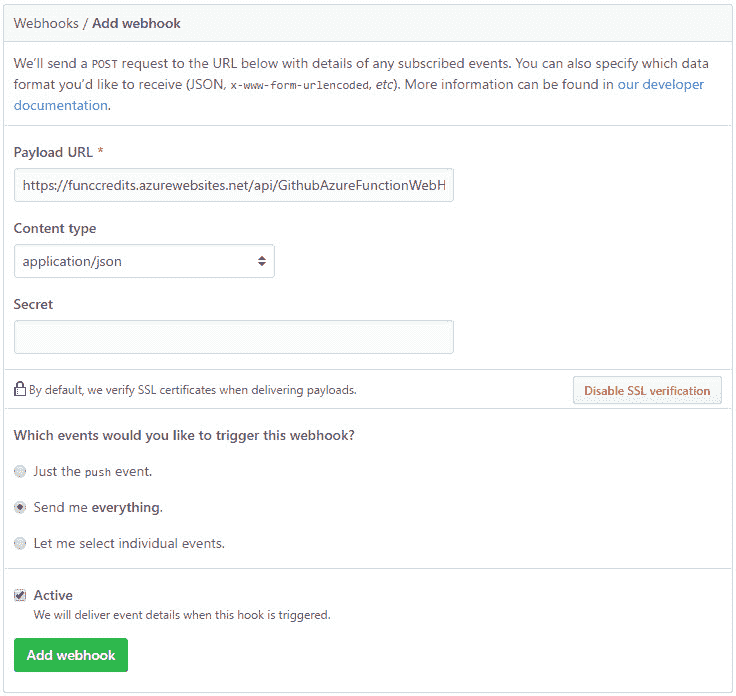 Webhooks / Add webhook
We'll send a POST request to the URL below with details of any subscribed events. You can also specify which data
format you'd like to receive (JSON, x-www-form-urlencoded, etc). More information can be found in our developer
documentation.
Payload URL *
https://funccredits.azurewebsites.net/api/GithubAzureFunctionWebH
Content type
application/json
Secret
By default, we verify SSL certificates when delivering payloads.
Disable SSL verification
Which events would you like to trigger this webhook?
Just the push event.
Send me everything.
Let me select individual events.
Active
We will deliver event details when this hook is triggered.
Add webhook